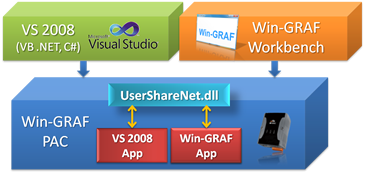 VS 2008
(VB .NET, C#)
Microsoft
Visual Studio
Win-GRAF
Win-GRAF
Workbench
UserShareNet.dll
Win-GRAF
PAC
VS 2008
App
Win-GRAF
App